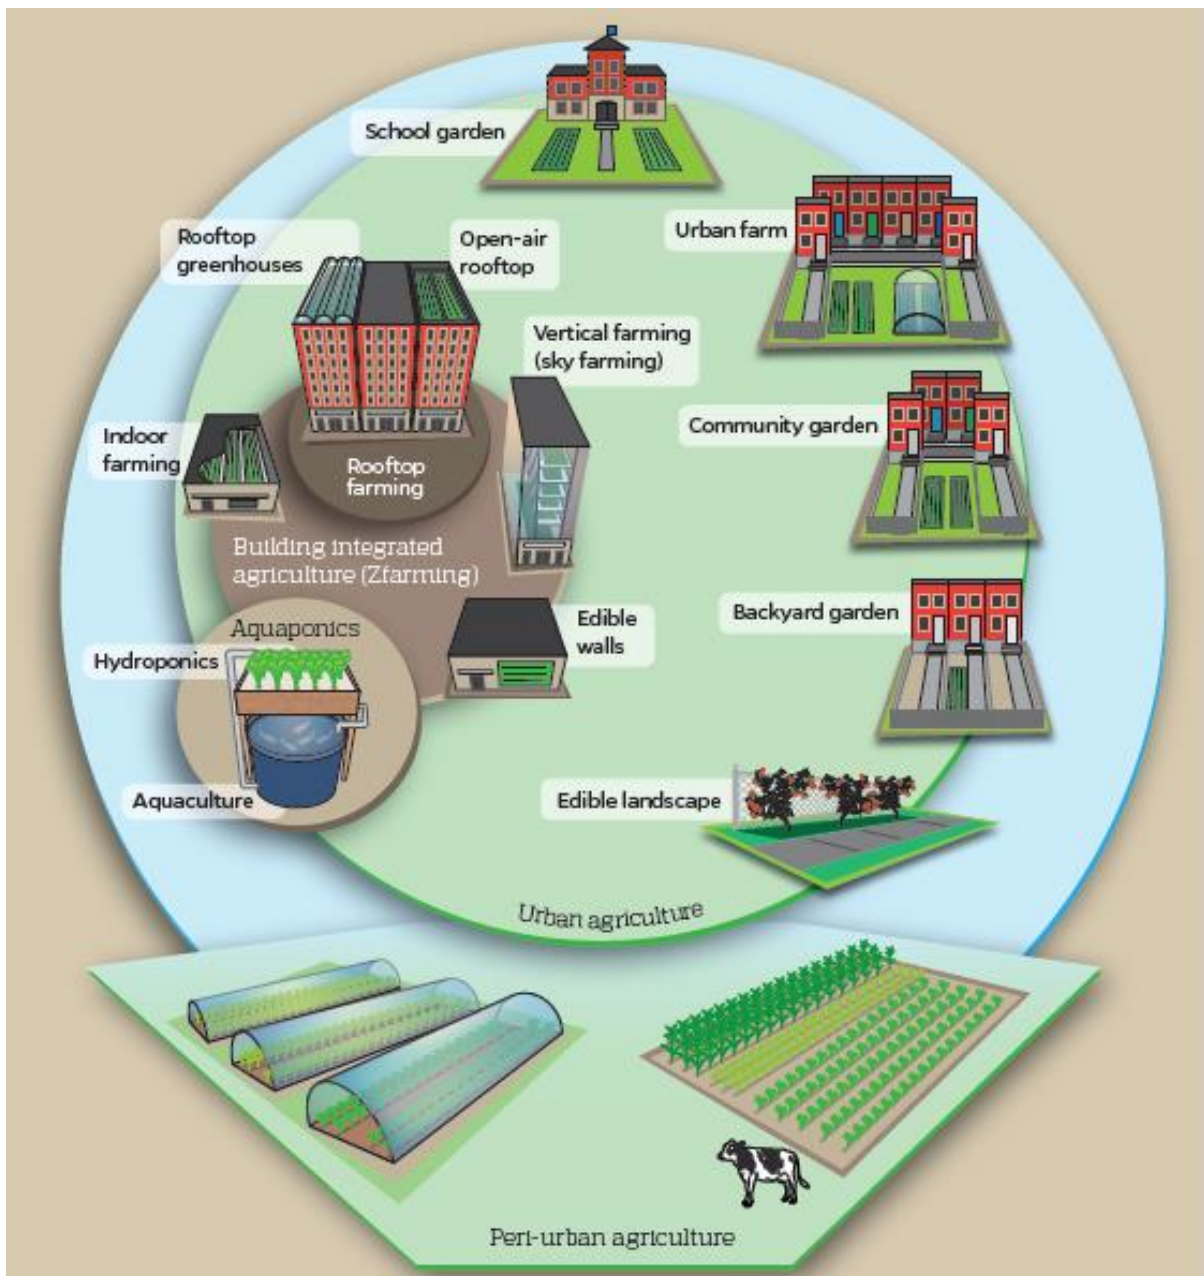 School garden
Urban farm
Rooftop
greenhouses
Open-air
rooftop
Vertical farming
(sky farming)
Indoor
farming
Community garden
Rooftop
farming
Building integrated
agriculture (Zfarming)
Backyard garden
Edible
walls
Aquaponics
Hydroponics
Aquaculture
Edible landscape
Urban agriculture
Peri-urban agriculture